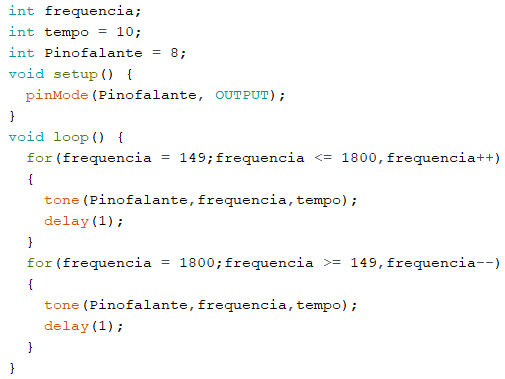 int frequencia;
int tempo = 10;
int Pinofalante = 8;
void setup() {
  pinMode(Pinofalante, OUTPUT);
}
void loop() {
  for(frequencia = 149;frequencia <= 1800,frequencia++)
  {
    tone(Pinofalante,frequencia,tempo);
    delay(1);
  }
  for(frequencia = 1800;frequencia >= 149,frequencia--)
  {
    tone(Pinofalante,frequencia,tempo);
    delay(1);
  }
}